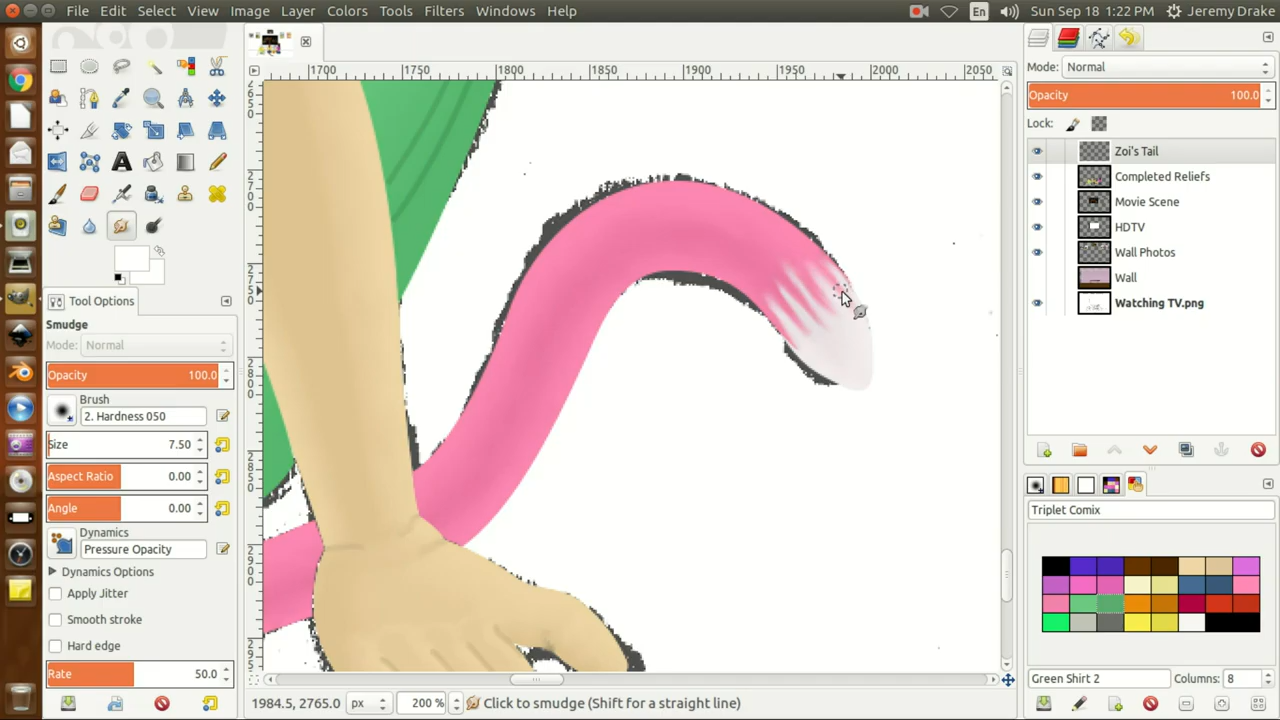 File Edit Select View Image Layer Colors Tools Filters Windows Help
En Sun Sep 18 1:22 PM Jeremy Drake
1700 1750 1800 1850 1900 1950 2000 2050
Mode: Normal
Opacity 100.0
Lock:
Zoi's Tail
Completed Reliefs
Movie Scene
HDTV
Wall Photos
Wall
Watching TV.png
Tool Options
Smudge
Mode: Normal
Opacity 100.0
Brush
2. Hardness 050
Size 7.50
Aspect Ratio 0.00
Angle 0.00
Dynamics
Pressure Opacity
Dynamics Options
Apply Jitter
Smooth stroke
Hard edge
Rate 50.0
Triplet Comix
Green Shirt 2 Columns: 8
1984.5, 2765.0 px 200 % Click to smudge (Shift for a straight line)